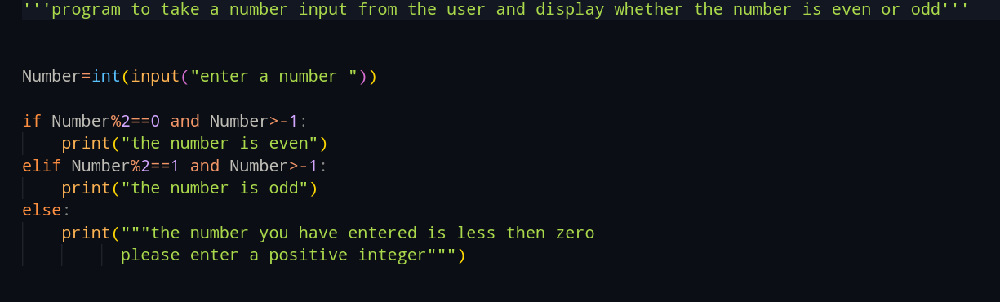 '''program to take a number input from the user and display whether the number is even or odd'''
Number=int(input("enter a number "))
if Number%2==0 and Number>-1:
    print("the number is even")
elif Number%2==1 and Number>-1:
    print("the number is odd")
else:
    print("""the number you have entered is less then zero
          please enter a positive integer""")